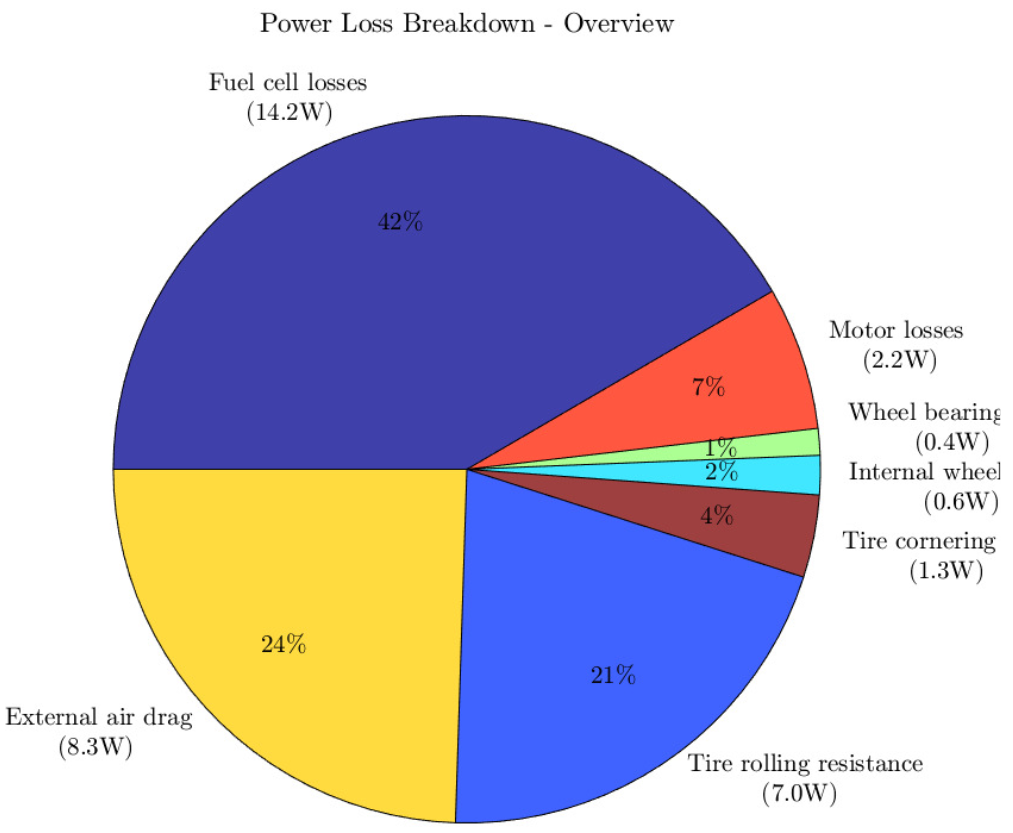 Power Loss Breakdown - Overview
Fuel cell losses
(14.2W)
42%
Motor losses
(2.2W)
7%
Wheel bearing
(0.4W)
1%
Internal wheel
(0.6W)
2%
Tire cornering
(1.3W)
4%
24%
21%
External air drag
(8.3W)
Tire rolling resistance
(7.0W)